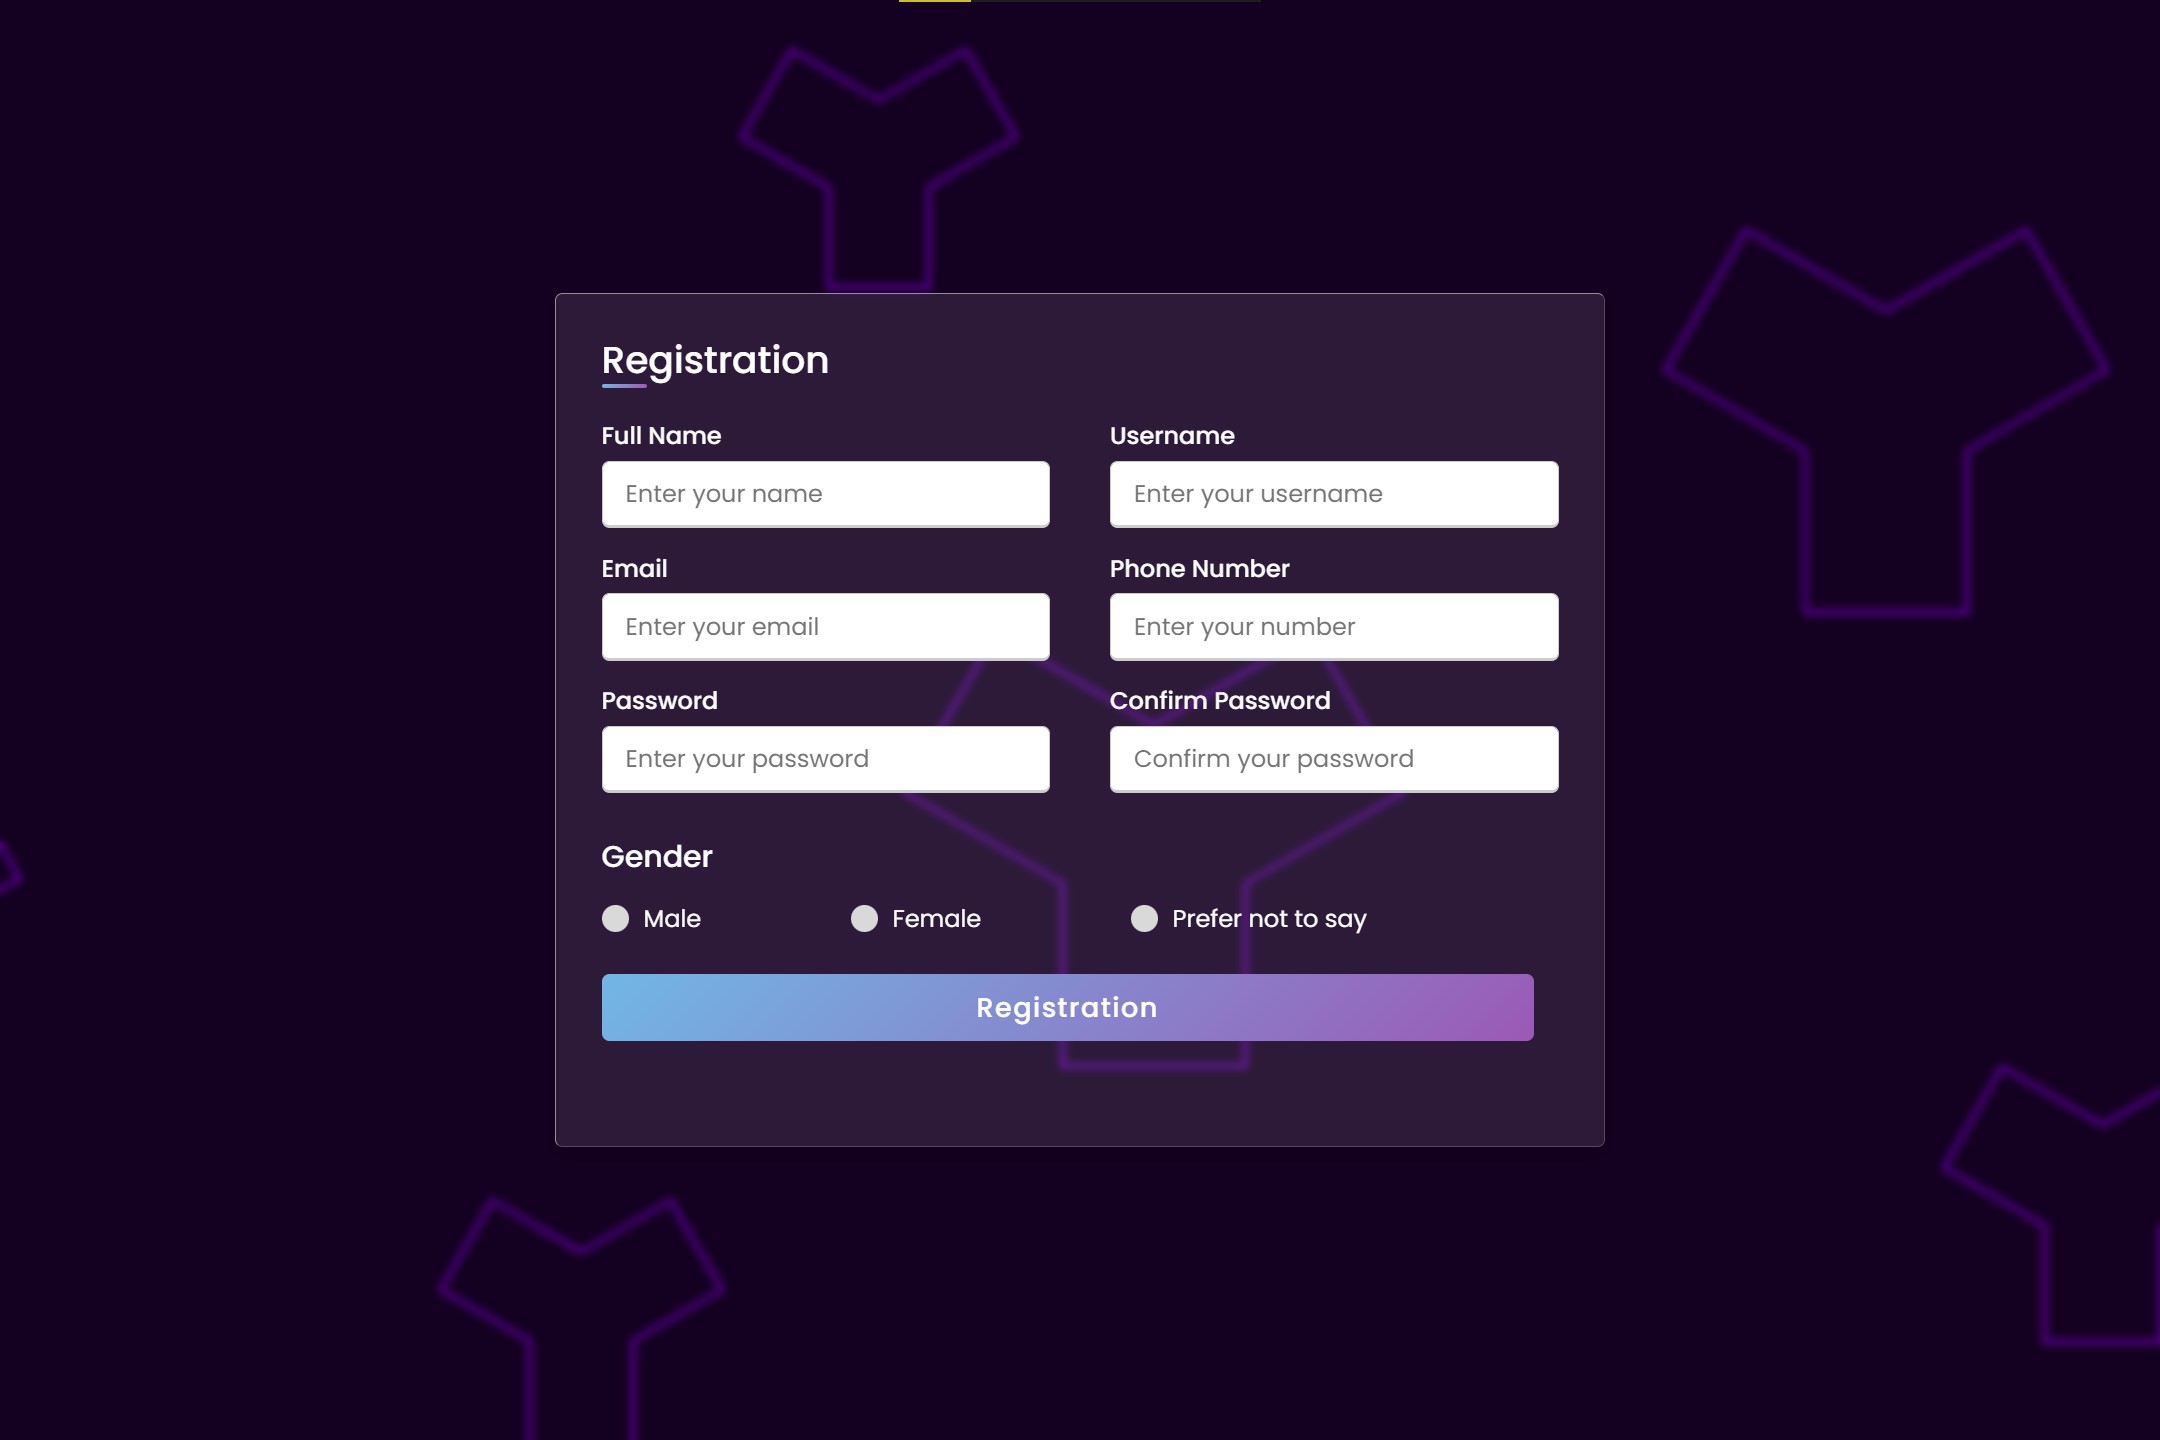 Registration
Full Name
Username
Enter your name
Enter your username
Email
Phone Number
Enter your email
Enter your number
Password
Confirm Password
Enter your password
Confirm your password
Gender
Male
Female
Prefer not to say
Registration